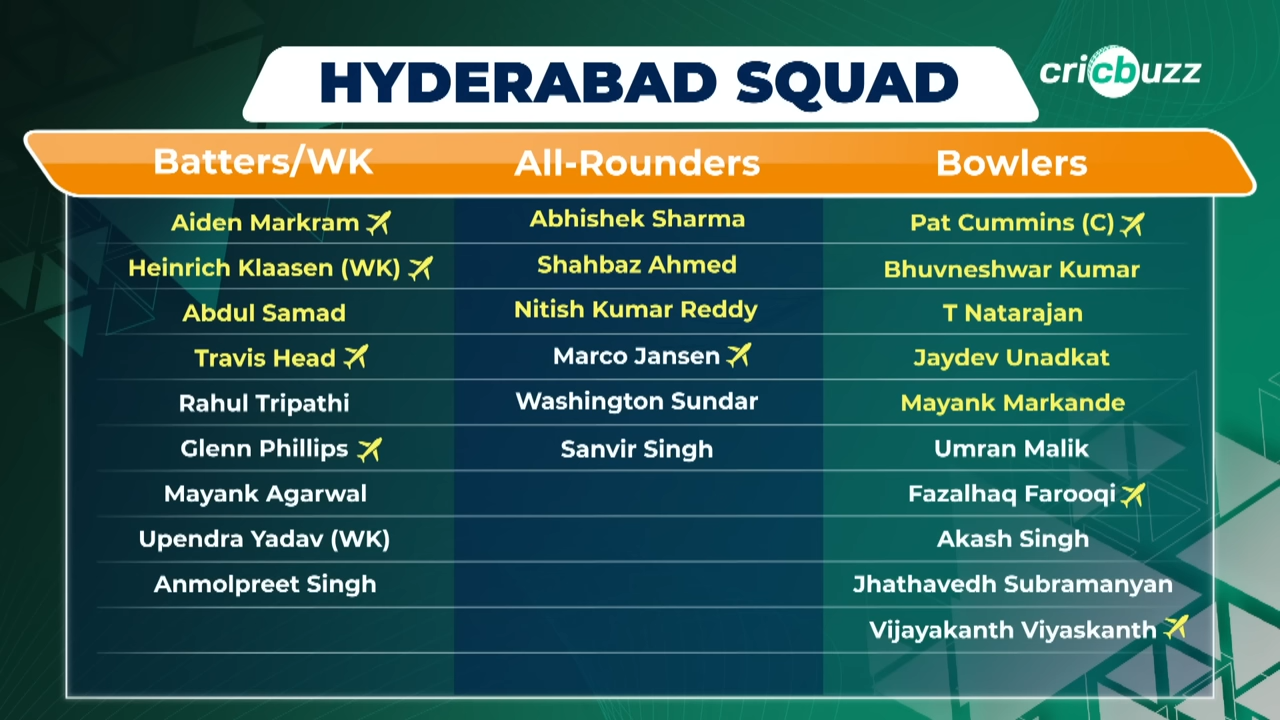 HYDERABAD SQUAD
cricbuzz
Batters/WK
Aiden Markram
Heinrich Klaasen (WK)
Abdul Samad
Travis Head
Rahul Tripathi
Glenn Phillips
Mayank Agarwal
Upendra Yadav (WK)
Anmolpreet Singh
All-Rounders
Abhishek Sharma
Shahbaz Ahmed
Nitish Kumar Reddy
Marco Jansen
Washington Sundar
Sanvir Singh
Bowlers
Pat Cummins (C)
Bhuvneshwar Kumar
T Natarajan
Jaydev Unadkat
Mayank Markande
Umran Malik
Fazalhaq Farooqi
Akash Singh
Jhathavedh Subramanyan
Vijayakanth Viyaskanth